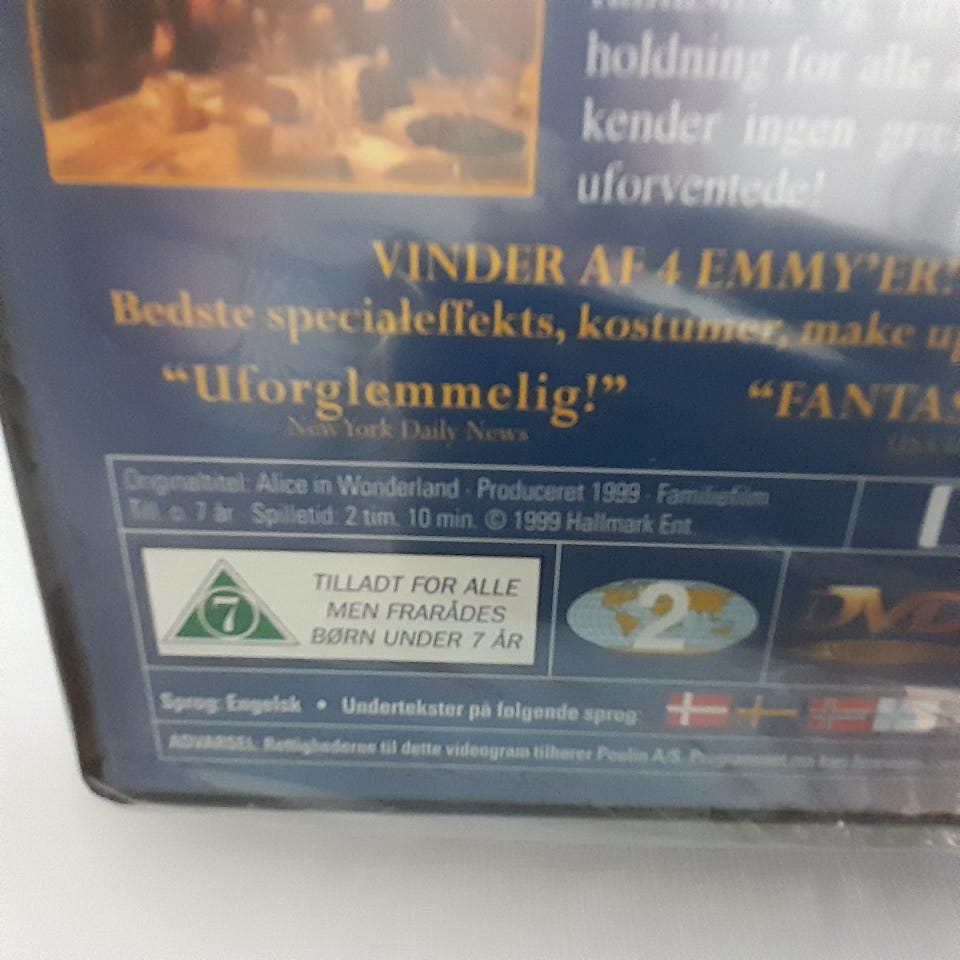 holdning for alle
kender ingen
uforventede!
VINDER AF 4 EMMY'ER!
Bedste specialeffekts, kostumer, make up
"Uforglemmelig!"
"FANTAS
New York Daily News
Originaltitel: Alice in Wonderland · Produceret 1999 · Familiefilm
Till. o. 7 år Spilletid: 2 tim. 10 min. © 1999 Hallmark Ent.
7
TILLADT FOR ALLE
MEN FRARÅDES
BØRN UNDER 7 ÅR
2
DVD
Sprog: Engelsk • Undertekster på følgende sprog:
ADVARSEL: Rettighederne til dette videogram tilhører